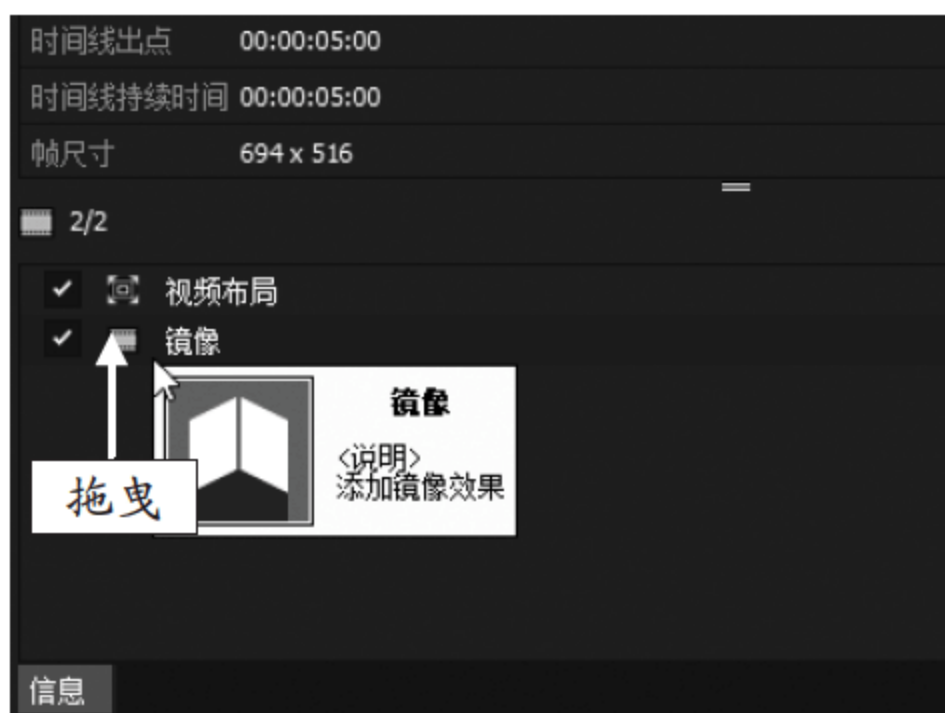 时间线出点 00:00:05:00
时间线持续时间 00:00:05:00
帧尺寸 694 x 516
2/2
视频布局
镜像
镜像
<说明>
添加镜像效果
拖曳
信息